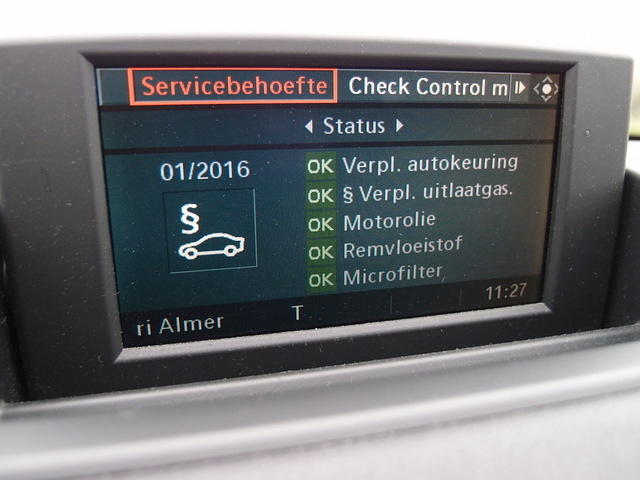 Servicebehoefte Check Control m
Status
01/2016
§
OK Verpl. autokeuring
OK § Verpl. uitlaatgas.
OK Motorolie
OK Remvloeistof
OK Microfilter
ri Almer T 11:27